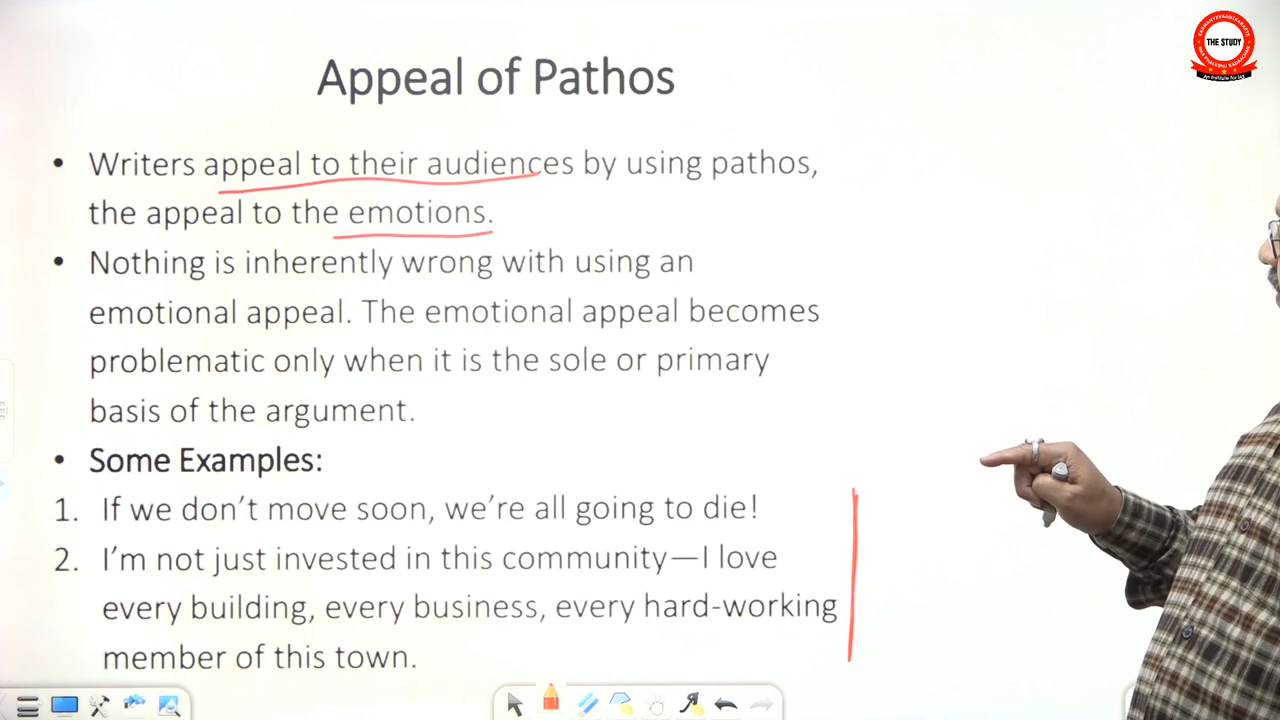 THE STUDY
An Institute for IAS
Appeal of Pathos
• Writers appeal to their audiences by using pathos,
the appeal to the emotions.
• Nothing is inherently wrong with using an
emotional appeal. The emotional appeal becomes
problematic only when it is the sole or primary
basis of the argument.
• Some Examples:
1. If we don’t move soon, we’re all going to die!
2. I’m not just invested in this community—I love
every building, every business, every hard-working
member of this town.